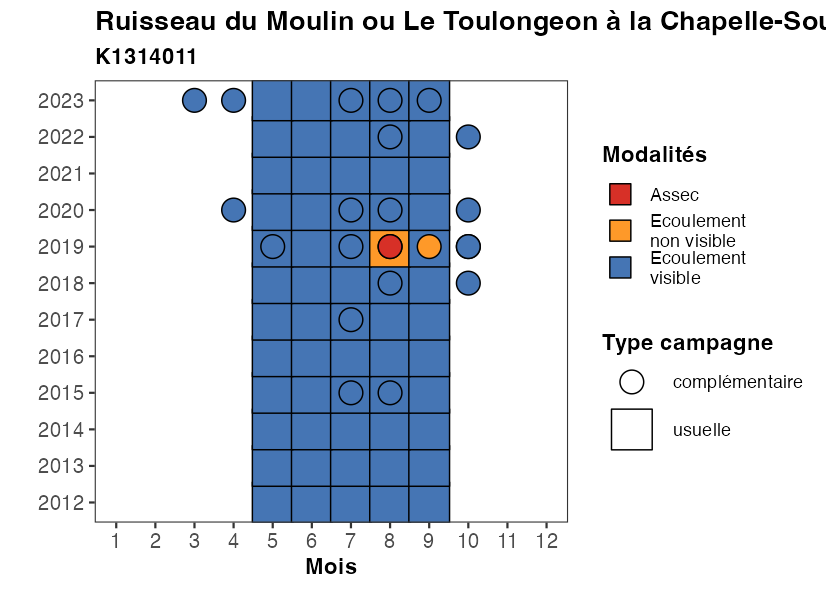 Ruisseau du Moulin ou Le Toulongeon à la Chapelle-Sou
K1314011
2023
2022
2021
2020
2019
2018
2017
2016
2015
2014
2013
2012
1 2 3 4 5 6 7 8 9 10 11 12
Mois
Modalités
Assec
Ecoulement
non visible
Ecoulement
visible
Type campagne
complémentaire
usuelle